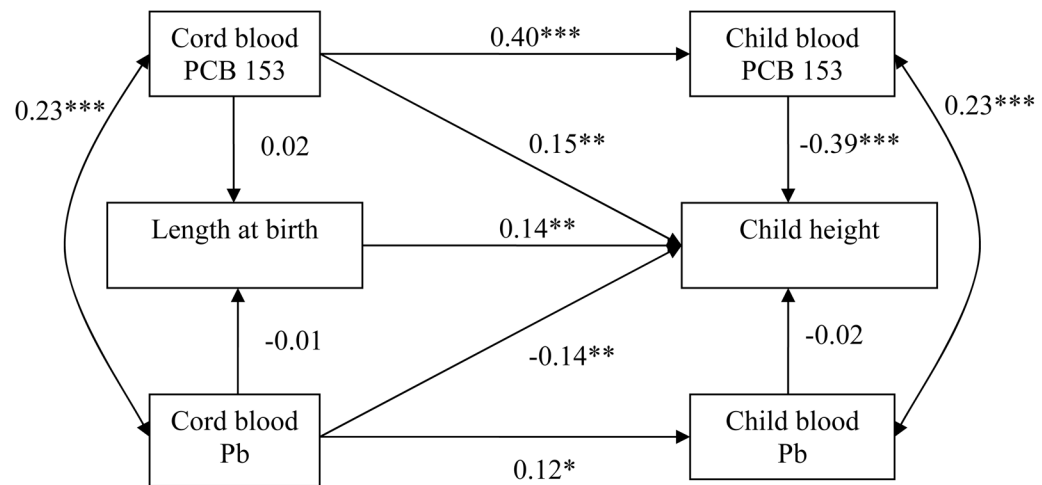 Cord blood
PCB 153
0.40***
Child blood
PCB 153
0.23***
0.02
0.15**
-0.39***
0.23***
Length at birth
0.14**
Child height
-0.01
-0.14**
-0.02
Cord blood
Pb
0.12*
Child blood
Pb